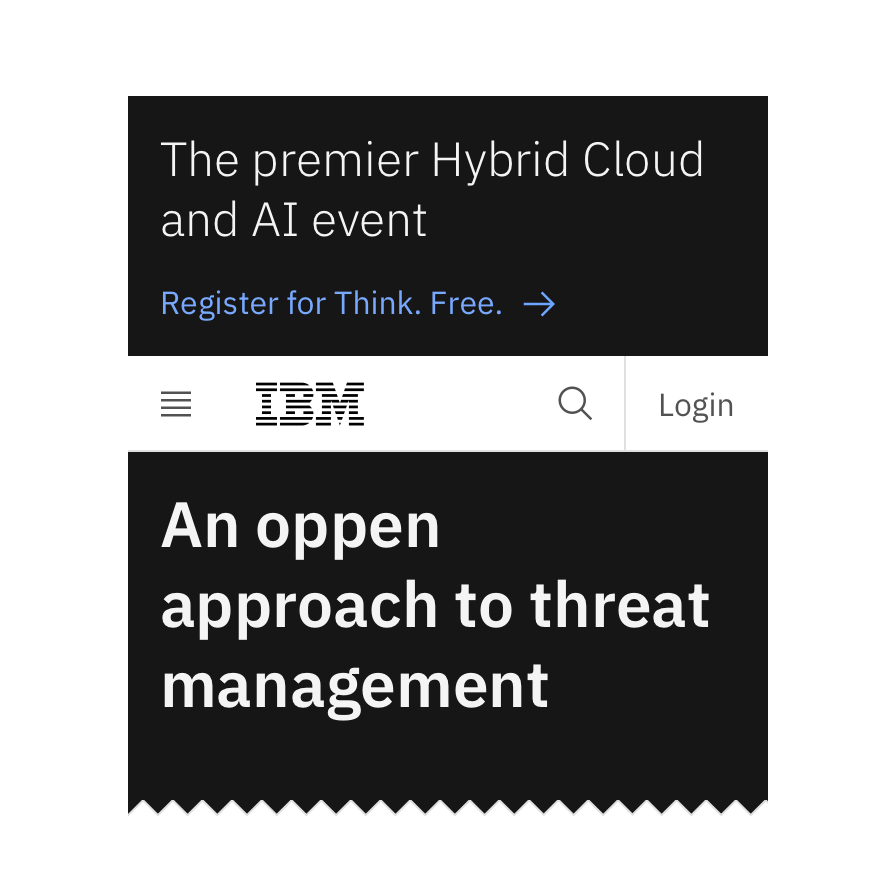 The premier Hybrid Cloud
and AI event
Register for Think. Free.
IBM
Login
An oppen
approach to threat
management